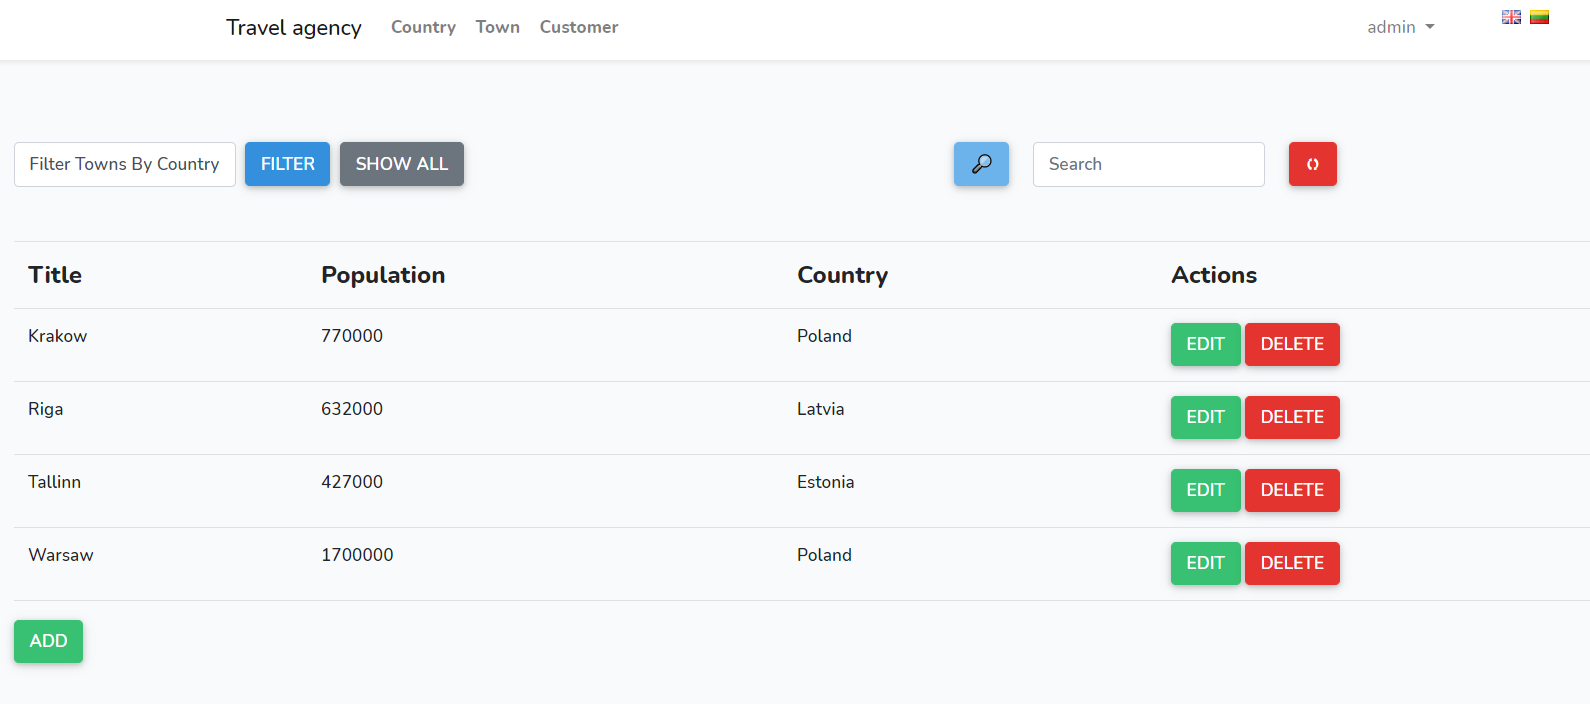 Travel agency Country Town Customer admin
Filter Towns By Country FILTER SHOW ALL Search
Title Population Country Actions
Krakow 770000 Poland EDIT DELETE
Riga 632000 Latvia EDIT DELETE
Tallinn 427000 Estonia EDIT DELETE
Warsaw 1700000 Poland EDIT DELETE
ADD